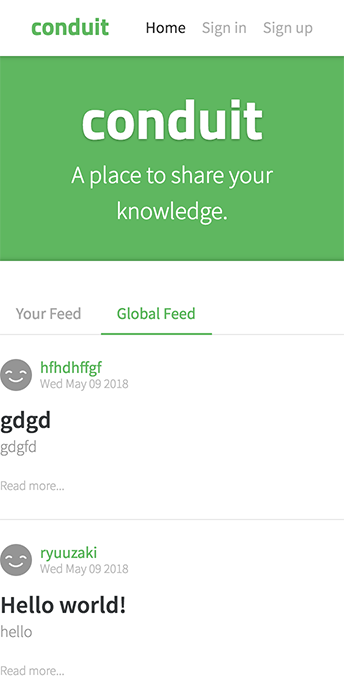 conduit Home Sign in Sign up
conduit
A place to share your
knowledge.
Your Feed Global Feed
hfhdhffgf
Wed May 09 2018
gdgd
gdgfd
Read more...
ryuuzaki
Wed May 09 2018
Hello world!
hello
Read more...